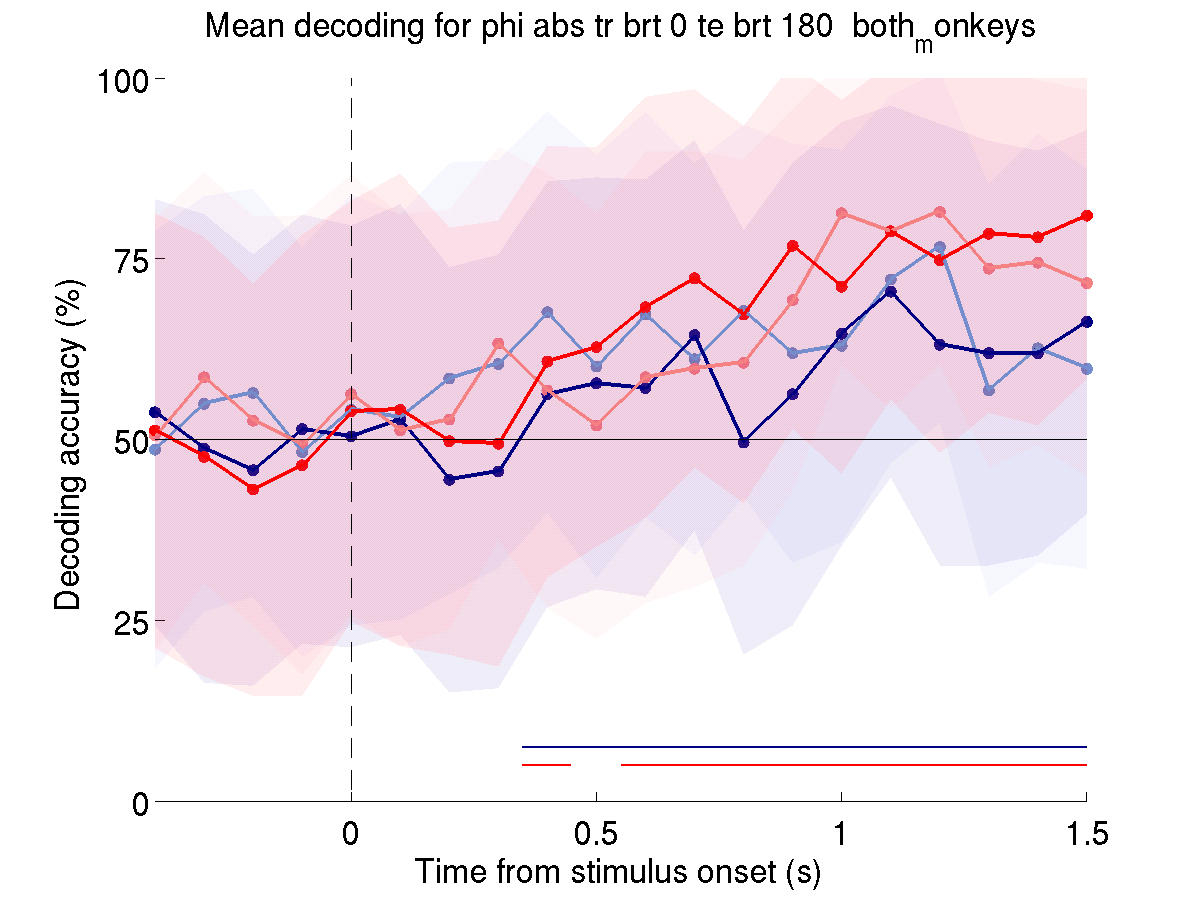 Mean decoding for phi abs tr brt 0 te brt 180 both_monkeys
100
75
50
25
0
Decoding accuracy (%)
0 0.5 1 1.5
Time from stimulus onset (s)